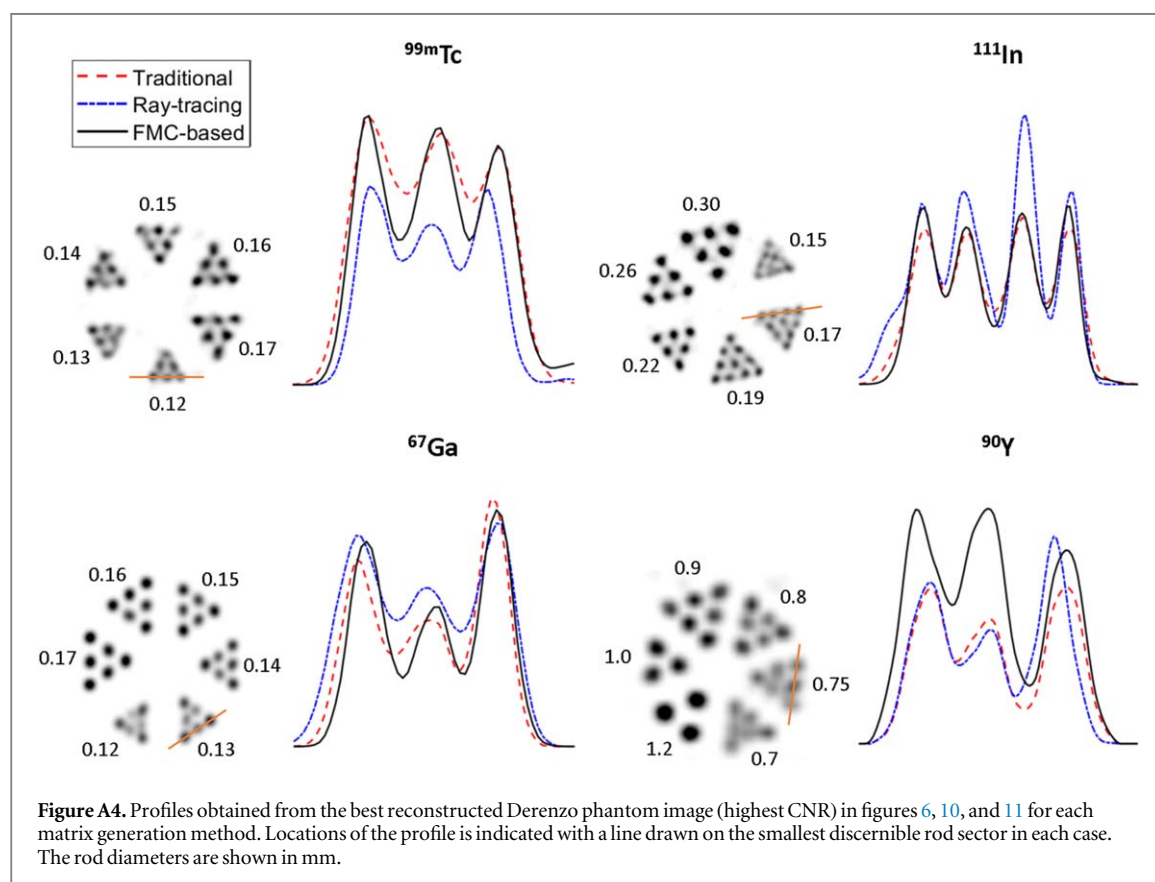 ⁹⁹ᵐTc
Traditional
Ray-tracing
FMC-based
0.15
0.14
0.16
0.13
0.17
0.12
¹¹¹In
0.30
0.15
0.26
0.17
0.22
0.19
⁶⁷Ga
0.16
0.15
0.17
0.14
0.12
0.13
⁹⁰Y
0.9
0.8
1.0
0.75
1.2
0.7
Figure A4. Profiles obtained from the best reconstructed Derenzo phantom image (highest CNR) in figures 6, 10, and 11 for each
matrix generation method. Locations of the profile is indicated with a line drawn on the smallest discernible rod sector in each case.
The rod diameters are shown in mm.